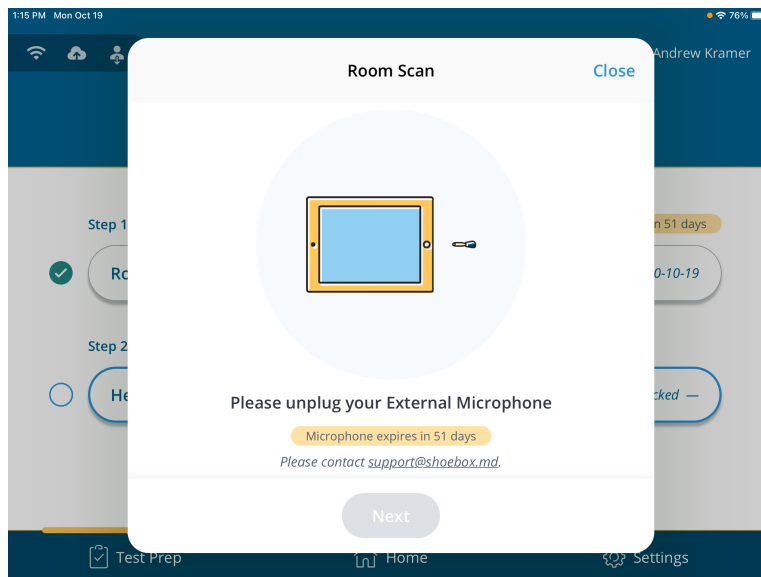 1:15 PM Mon Oct 19
76%
Andrew Kramer
Room Scan
Close
Step 1
n 51 days
Ro
0-10-19
Step 2
He
cked —
Please unplug your External Microphone
Microphone expires in 51 days
Please contact support@shoebox.md.
Next
Test Prep
Home
Settings